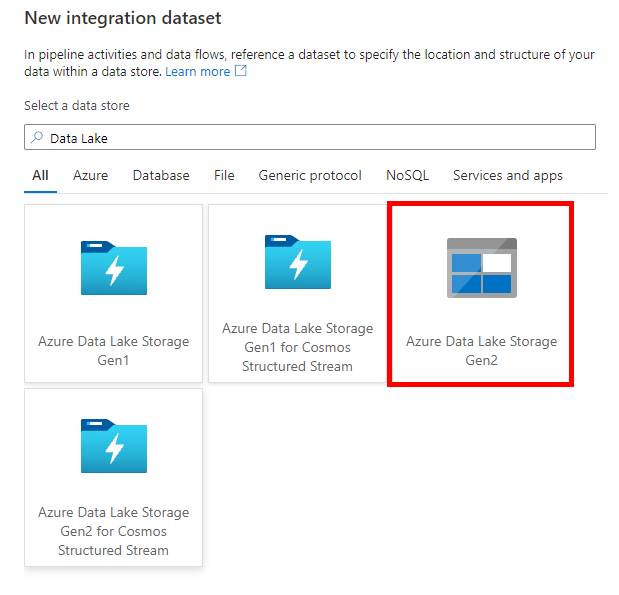 New integration dataset
In pipeline activities and data flows, reference a dataset to specify the location and structure of your
data within a data store. Learn more
Select a data store
Data Lake
All Azure Database File Generic protocol NoSQL Services and apps
Azure Data Lake Storage
Gen1
Azure Data Lake Storage
Gen1 for Cosmos
Structured Stream
Azure Data Lake Storage
Gen2
Azure Data Lake Storage
Gen2 for Cosmos
Structured Stream